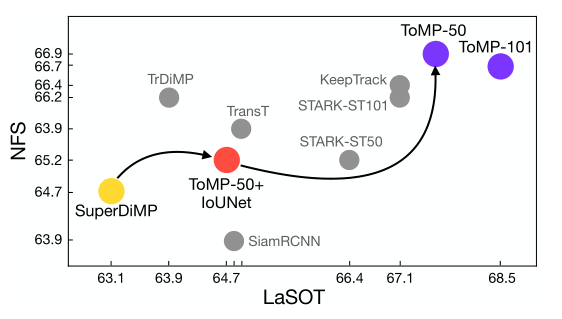 ToMP-50
ToMP-101
66.9
66.7
66.4
66.2
63.9
65.2
64.7
63.9
NFS
TrDiMP
KeepTrack
STARK-ST101
TransT
STARK-ST50
ToMP-50+
IoUNet
SuperDiMP
SiamRCNN
63.1
63.9
64.7
66.4
67.1
68.5
LaSOT